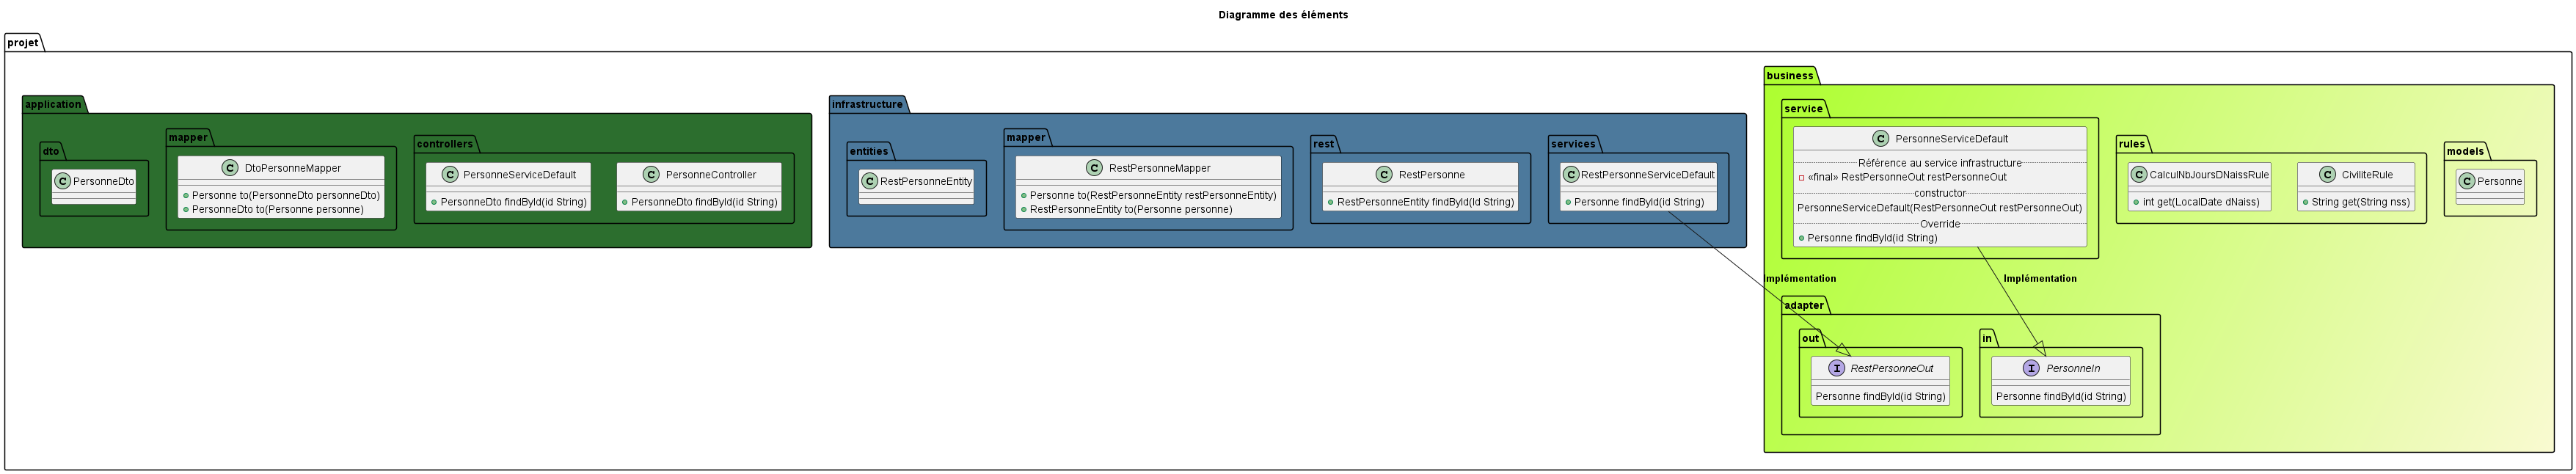 Diagramme des éléments
projet
application
dto
C PersonneDto
mapper
C DtoPersonneMapper
Personne to(PersonneDto personneDto)
PersonneDto to(Personne personne)
controllers
C PersonneServiceDefault
PersonneDto findById(id String)
C PersonneController
PersonneDto findById(id String)
infrastructure
entities
C RestPersonneEntity
mapper
C RestPersonneMapper
Personne to(RestPersonneEntity restPersonneEntity)
RestPersonneEntity to(Personne personne)
rest
C RestPersonne
RestPersonneEntity findById(Id String)
services
C RestPersonneServiceDefault
Personne findById(id String)
business
service
C PersonneServiceDefault
Référence au service infrastructure
«final» RestPersonneOut restPersonneOut
constructor
PersonneServiceDefault(RestPersonneOut restPersonneOut)
Override
Personne findById(id String)
rules
C CalculNbJoursDNaissRule
int get(LocalDate dNaiss)
C CiviliteRule
String get(String nss)
models
C Personne
Implémentation
Implémentation
adapter
out
I RestPersonneOut
Personne findById(id String)
in
I PersonneIn
Personne findById(id String)